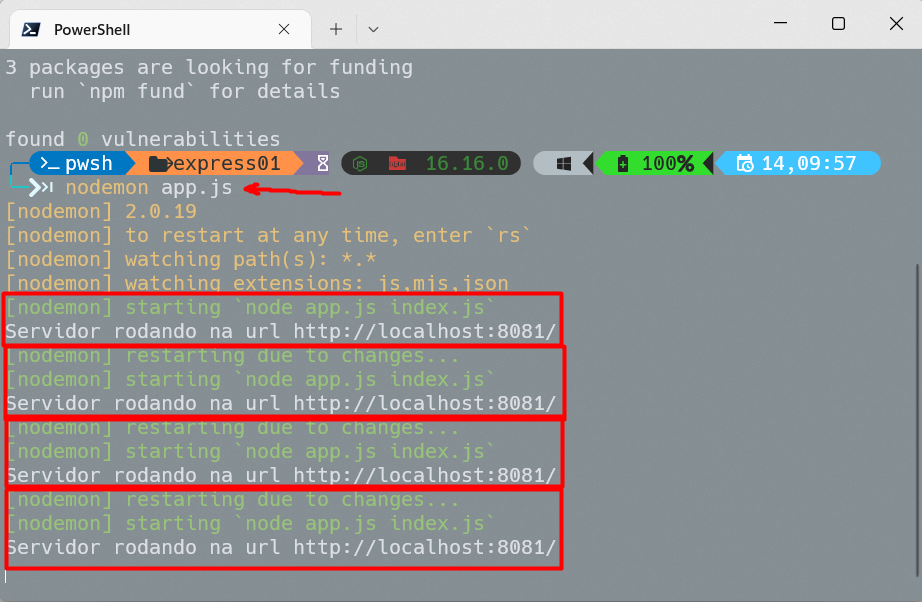 PowerShell
3 packages are looking for funding
run `npm fund` for details
found 0 vulnerabilities
pwsh express01 16.16.0 100% 14,09:57
nodemon app.js
[nodemon] 2.0.19
[nodemon] to restart at any time, enter `rs`
[nodemon] watching path(s): *.*
[nodemon] watching extensions: js,mjs,json
[nodemon] starting `node app.js index.js`
Servidor rodando na url http://localhost:8081/
[nodemon] restarting due to changes...
[nodemon] starting `node app.js index.js`
Servidor rodando na url http://localhost:8081/
[nodemon] restarting due to changes...
[nodemon] starting `node app.js index.js`
Servidor rodando na url http://localhost:8081/
[nodemon] restarting due to changes...
[nodemon] starting `node app.js index.js`
Servidor rodando na url http://localhost:8081/